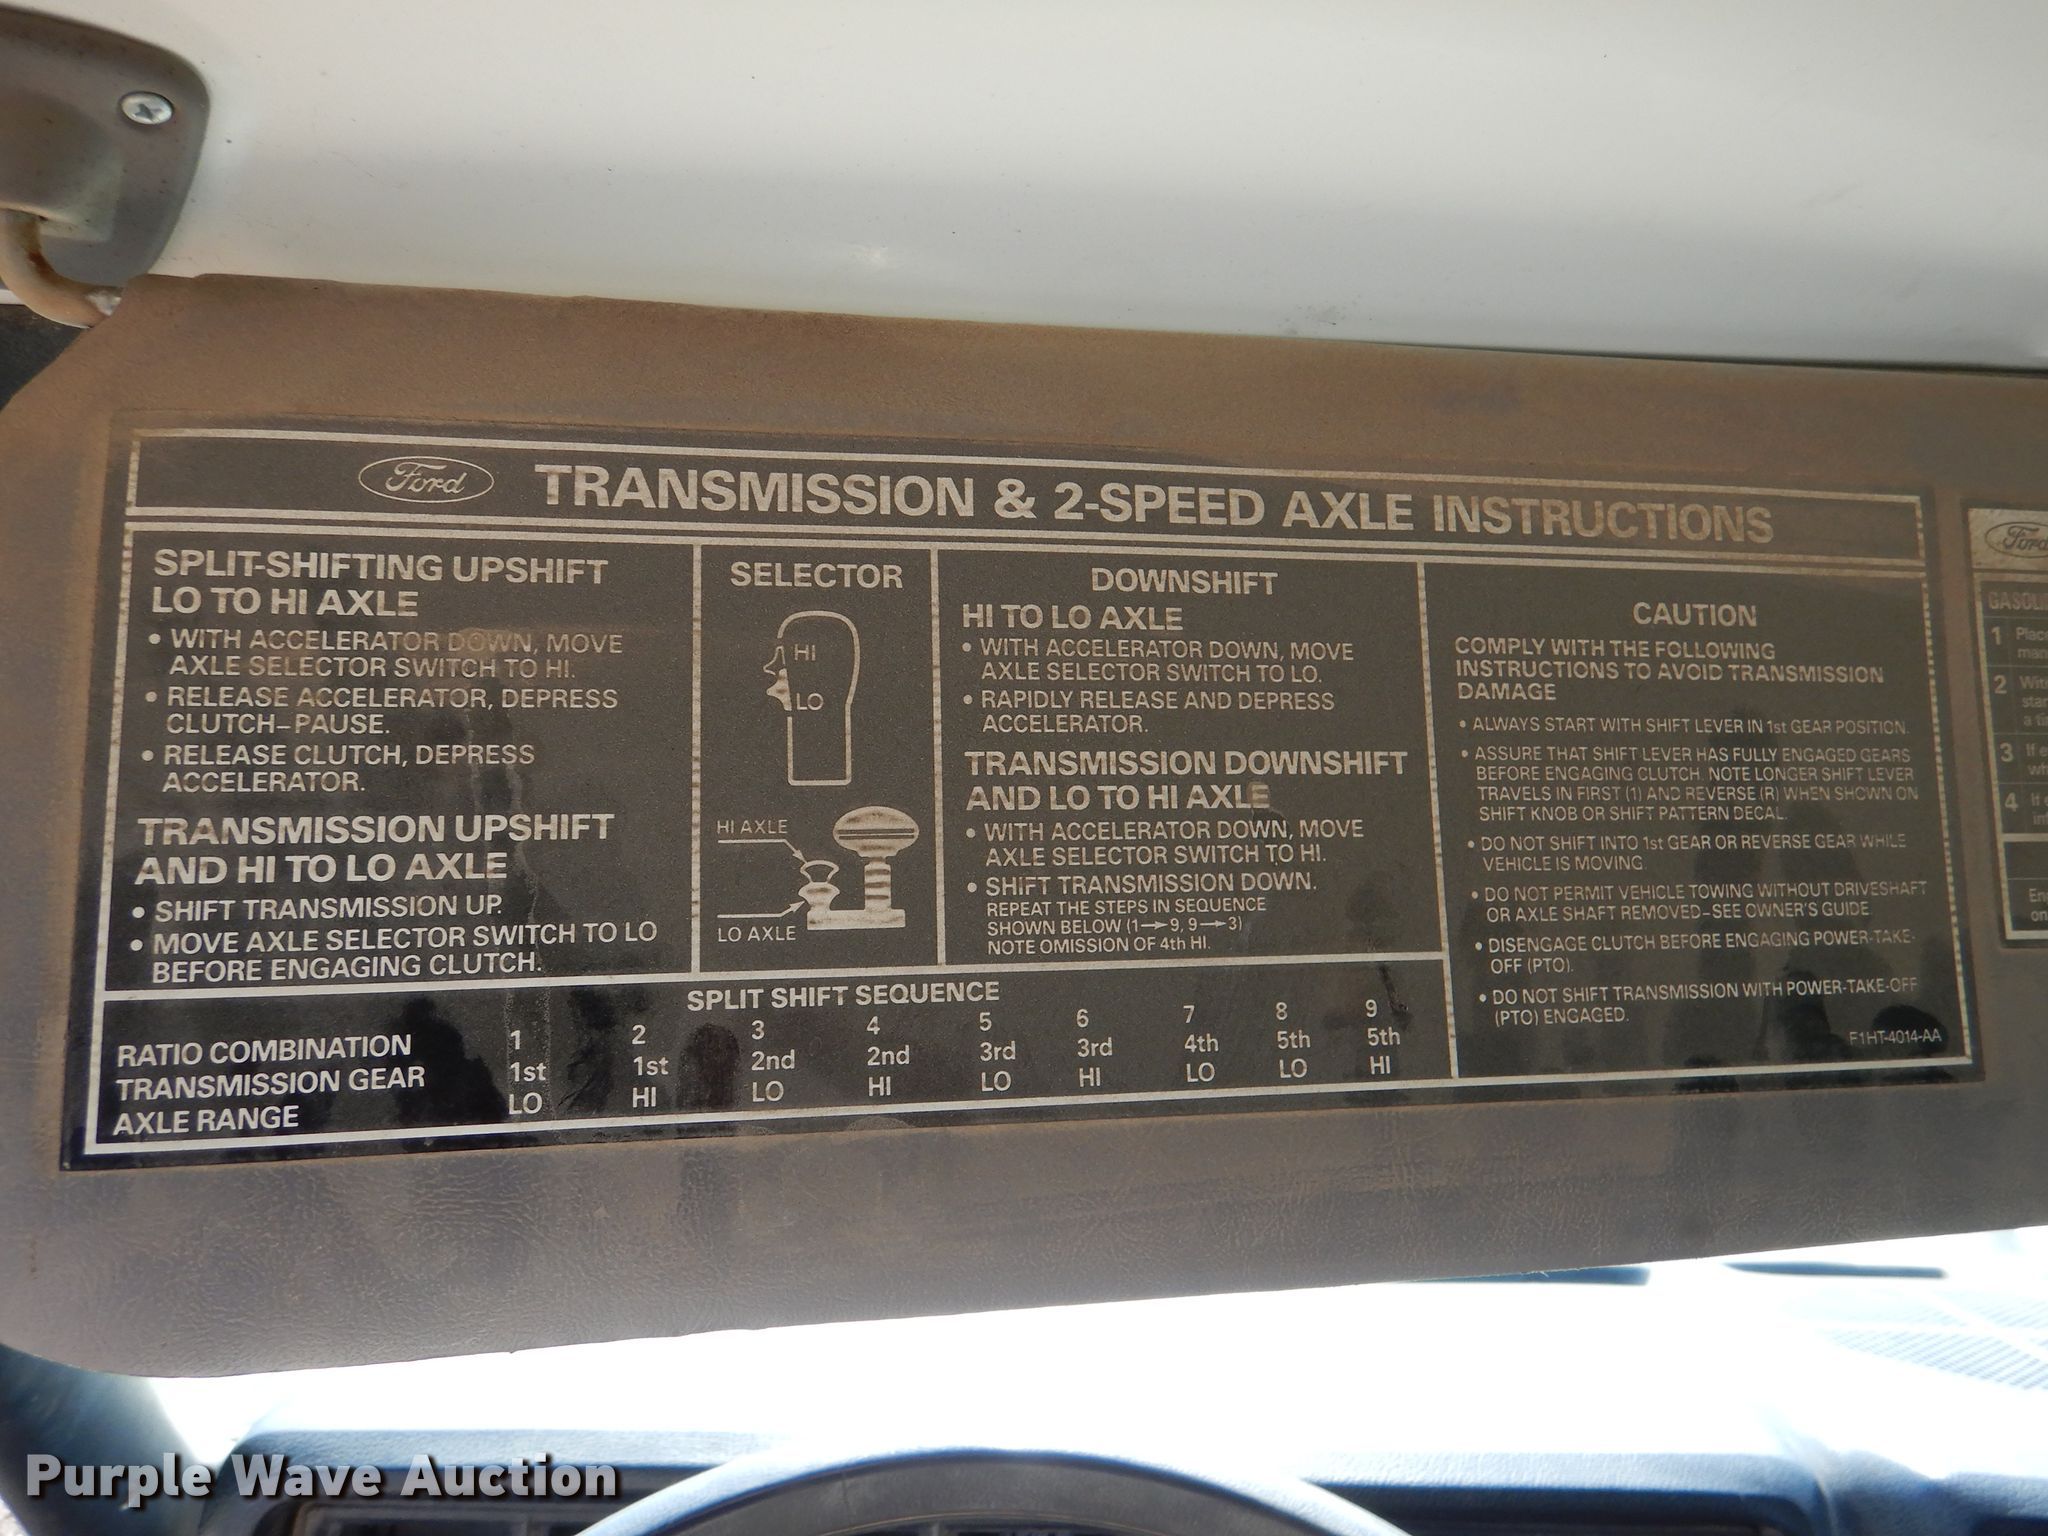 Ford TRANSMISSION & 2-SPEED AXLE INSTRUCTIONS
SPLIT-SHIFTING UPSHIFT
LO TO HI AXLE
• WITH ACCELERATOR DOWN, MOVE
AXLE SELECTOR SWITCH TO HI.
• RELEASE ACCELERATOR, DEPRESS
CLUTCH–PAUSE.
• RELEASE CLUTCH, DEPRESS
ACCELERATOR.
TRANSMISSION UPSHIFT
AND HI TO LO AXLE
• SHIFT TRANSMISSION UP.
• MOVE AXLE SELECTOR SWITCH TO LO
BEFORE ENGAGING CLUTCH.
SELECTOR
HI
LO
HI AXLE
LO AXLE
DOWNSHIFT
HI TO LO AXLE
• WITH ACCELERATOR DOWN, MOVE
AXLE SELECTOR SWITCH TO LO.
• RAPIDLY RELEASE AND DEPRESS
ACCELERATOR.
TRANSMISSION DOWNSHIFT
AND LO TO HI AXLE
• WITH ACCELERATOR DOWN, MOVE
AXLE SELECTOR SWITCH TO HI.
• SHIFT TRANSMISSION DOWN.
REPEAT THE STEPS IN SEQUENCE
SHOWN BELOW (1→9, 9→3)
NOTE OMISSION OF 4th HI.
CAUTION
COMPLY WITH THE FOLLOWING
INSTRUCTIONS TO AVOID TRANSMISSION
DAMAGE
• ALWAYS START WITH SHIFT LEVER IN 1st GEAR POSITION.
• ASSURE THAT SHIFT LEVER HAS FULLY ENGAGED GEARS
BEFORE ENGAGING CLUTCH. NOTE LONGER SHIFT LEVER
TRAVELS IN FIRST (1) AND REVERSE (R) WHEN SHOWN ON
SHIFT KNOB OR SHIFT PATTERN DECAL.
• DO NOT SHIFT INTO 1st GEAR OR REVERSE GEAR WHILE
VEHICLE IS MOVING.
• DO NOT PERMIT VEHICLE TOWING WITHOUT DRIVESHAFT
OR AXLE SHAFT REMOVED–SEE OWNER'S GUIDE.
• DISENGAGE CLUTCH BEFORE ENGAGING POWER-TAKE-
OFF (PTO).
• DO NOT SHIFT TRANSMISSION WITH POWER-TAKE-OFF
(PTO) ENGAGED.
F1HT-4014-AA
SPLIT SHIFT SEQUENCE
RATIO COMBINATION 1 2 3 4 5 6 7 8 9
TRANSMISSION GEAR 1st 1st 2nd 2nd 3rd 3rd 4th 5th 5th
AXLE RANGE LO HI LO HI LO HI LO LO HI
Ford
1
2
3
4
Purple Wave Auction